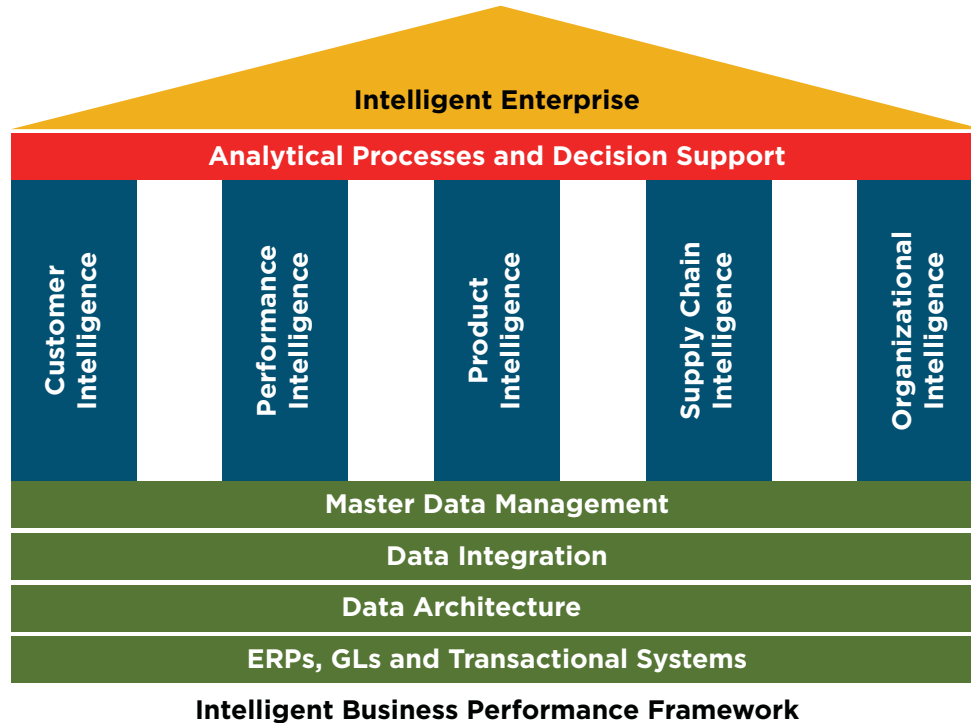 Intelligent Enterprise
Analytical Processes and Decision Support
Customer
Intelligence
Performance
Intelligence
Product
Intelligence
Supply Chain
Intelligence
Organizational
Intelligence
Master Data Management
Data Integration
Data Architecture
ERPs, GLs and Transactional Systems
Intelligent Business Performance Framework